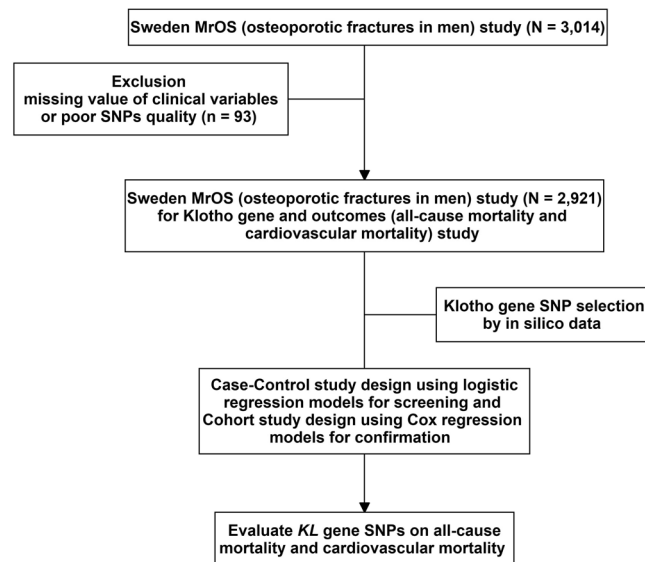 Sweden MrOS (osteoporotic fractures in men) study (N = 3,014)
Exclusion
missing value of clinical variables
or poor SNPs quality (n = 93)
Sweden MrOS (osteoporotic fractures in men) study (N = 2,921)
for Klotho gene and outcomes (all-cause mortality and
cardiovascular mortality) study
Klotho gene SNP selection
by in silico data
Case-Control study design using logistic
regression models for screening and
Cohort study design using Cox regression
models for confirmation
Evaluate KL gene SNPs on all-cause
mortality and cardiovascular mortality